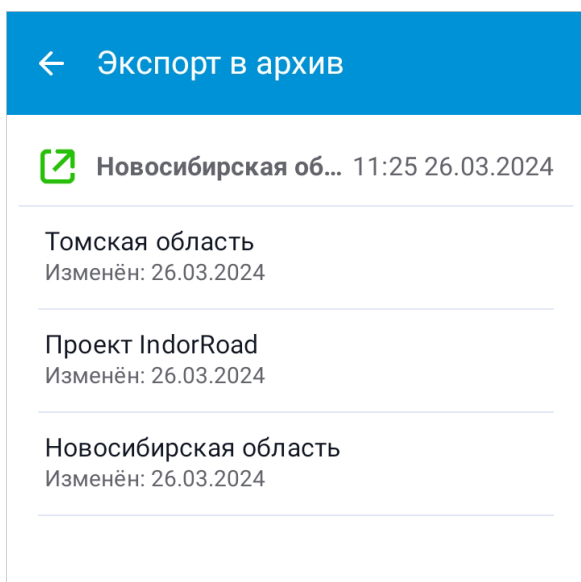 Экспорт в архив
Новосибирская об... 11:25 26.03.2024
Томская область
Изменён: 26.03.2024
Проект IndorRoad
Изменён: 26.03.2024
Новосибирская область
Изменён: 26.03.2024